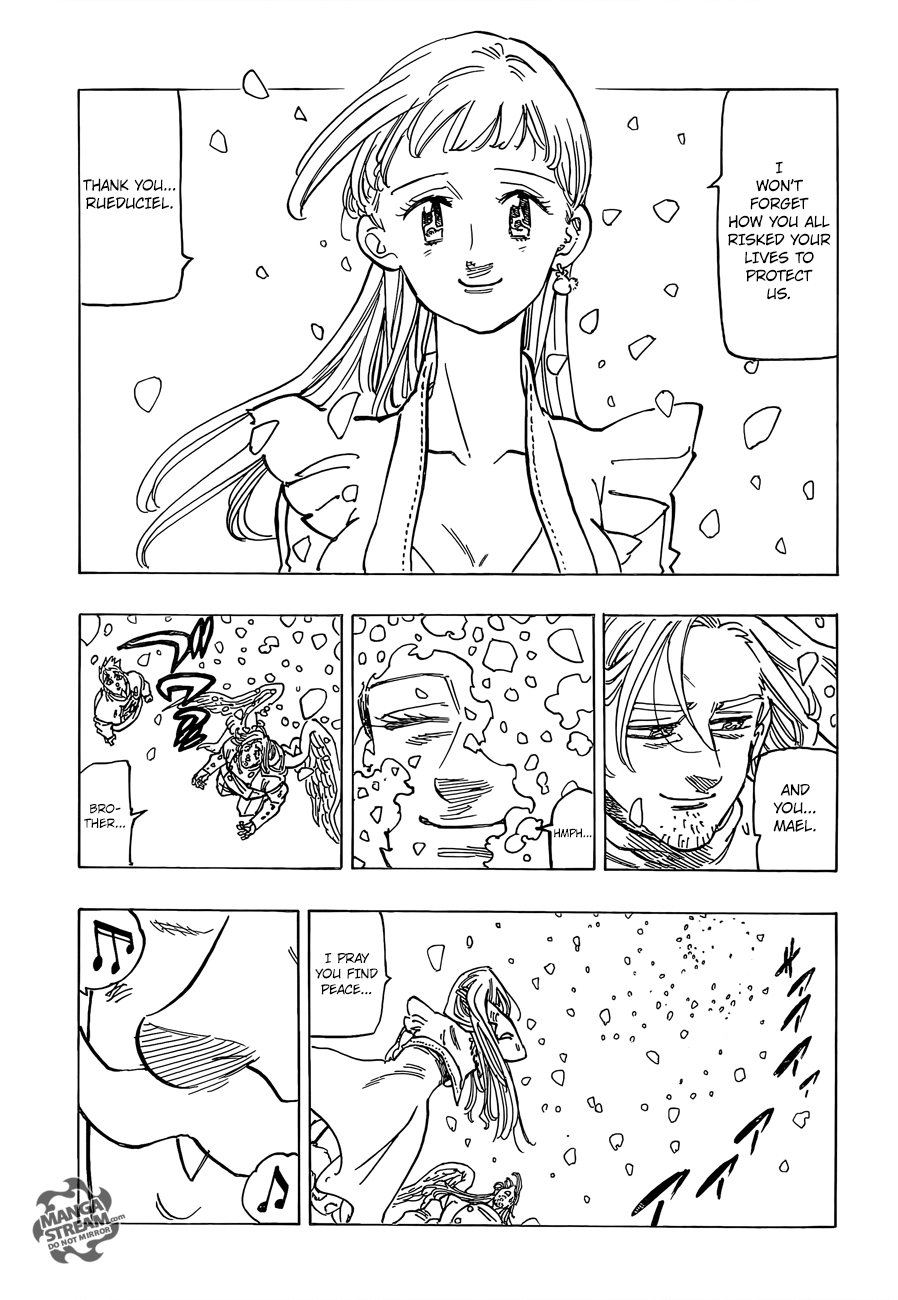 I
WON'T
FORGET
HOW YOU ALL
RISKED YOUR
LIVES TO
PROTECT
US.
THANK YOU...
RUEDUCIEL.
AND
YOU...
MAEL.
HMPH...
BRO-
THER...
I PRAY
YOU FIND
PEACE...
MANGA
STREAM.com
DO NOT MIRROR